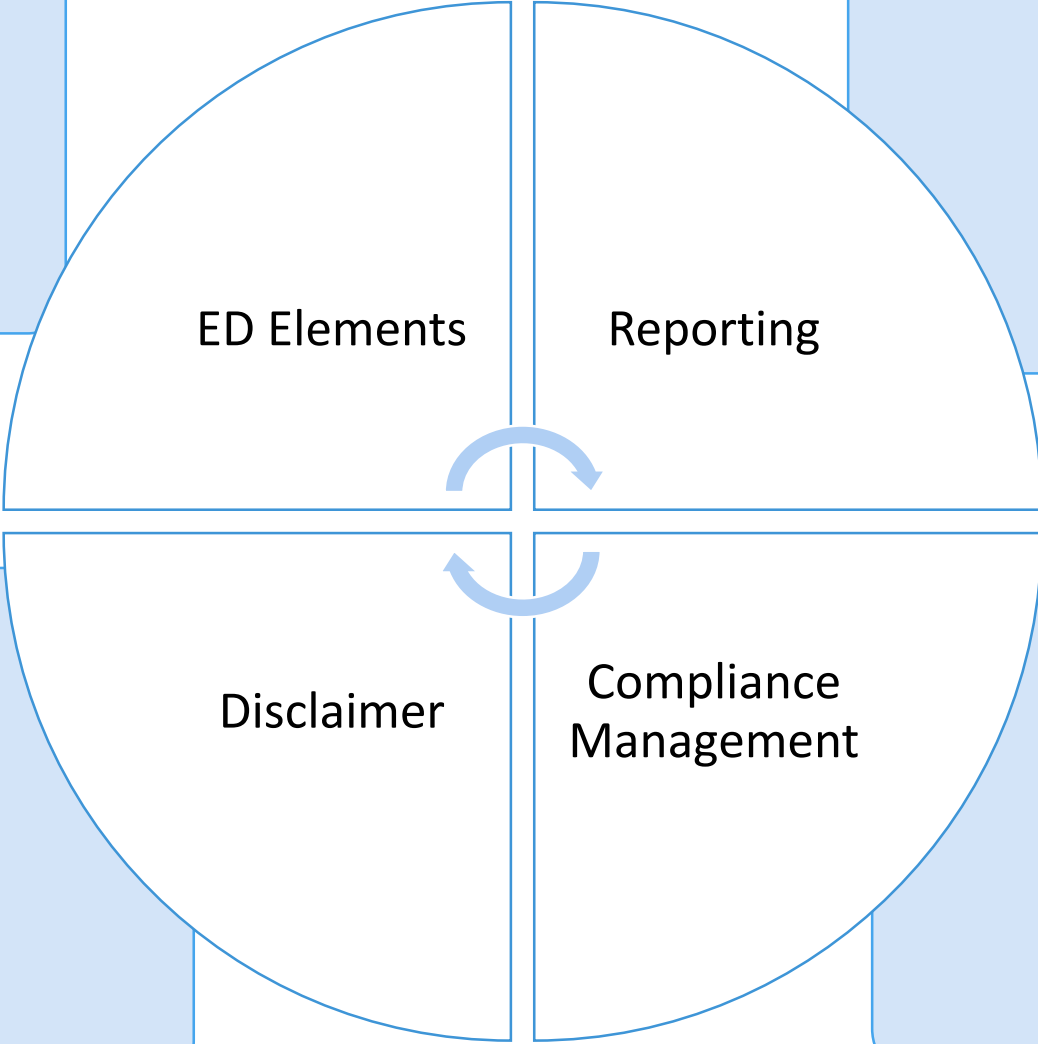 ED Elements
Reporting
Disclaimer
Compliance
Management